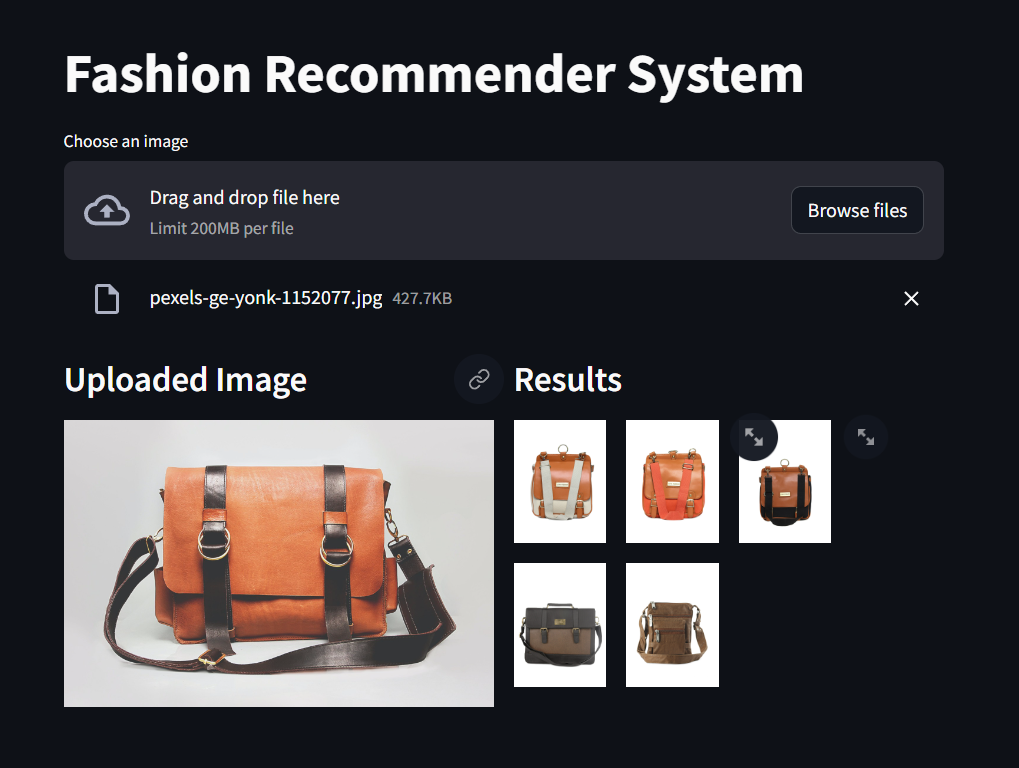 Fashion Recommender System
Choose an image
Drag and drop file here
Limit 200MB per file
Browse files
pexels-ge-yonk-1152077.jpg 427.7KB
Uploaded Image
Results